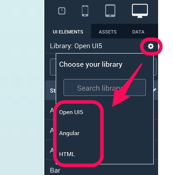 UI ELEMENTS ASSETS DATA
Library: Open UI5
Choose your library
Search library
Open UI5
Angular
HTML
Bar